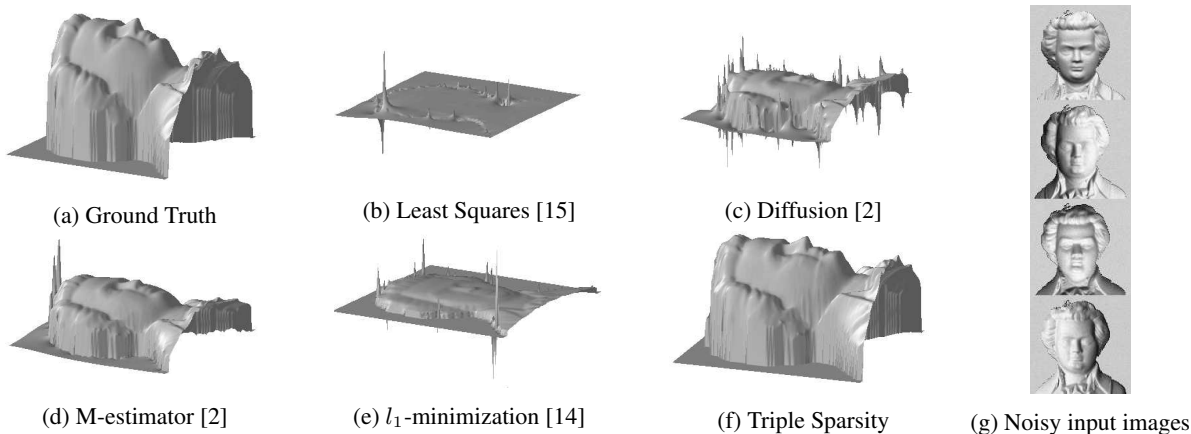 (a) Ground Truth
(b) Least Squares [15]
(c) Diffusion [2]
(d) M-estimator [2]
(e) l₁-minimization [14]
(f) Triple Sparsity
(g) Noisy input images